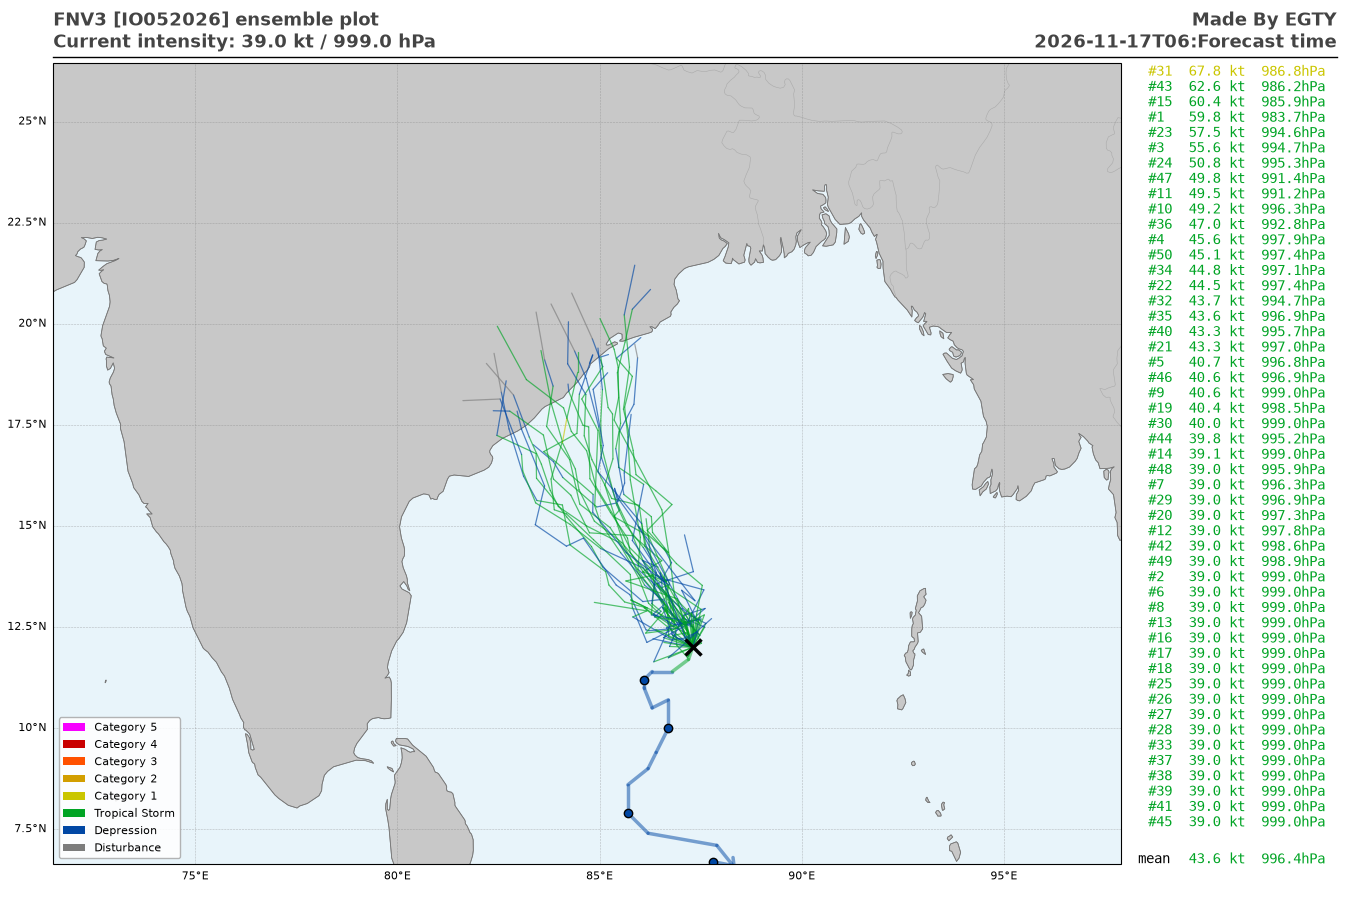 FNV3 [IO052026] ensemble plot
Current intensity: 39.0 kt / 999.0 hPa
Made By EGTY
2026-11-17T06:Forecast time
#31 67.8 kt 986.8hPa
#43 62.6 kt 986.2hPa
#15 60.4 kt 985.9hPa
#1 59.8 kt 983.7hPa
#23 57.5 kt 994.6hPa
#3 55.6 kt 994.7hPa
#24 50.8 kt 995.3hPa
#47 49.8 kt 991.4hPa
#11 49.5 kt 991.2hPa
#10 49.2 kt 996.3hPa
#36 47.0 kt 992.8hPa
#4 45.6 kt 997.9hPa
#50 45.1 kt 997.4hPa
#34 44.8 kt 997.1hPa
#22 44.5 kt 997.4hPa
#32 43.7 kt 994.7hPa
#35 43.6 kt 996.9hPa
#40 43.3 kt 995.7hPa
#21 43.3 kt 997.0hPa
#5 40.7 kt 996.8hPa
#46 40.6 kt 996.9hPa
#9 40.6 kt 999.0hPa
#19 40.4 kt 998.5hPa
#30 40.0 kt 999.0hPa
#44 39.8 kt 995.2hPa
#14 39.1 kt 999.0hPa
#48 39.0 kt 995.9hPa
#7 39.0 kt 996.3hPa
#29 39.0 kt 996.9hPa
#20 39.0 kt 997.3hPa
#12 39.0 kt 997.8hPa
#42 39.0 kt 998.6hPa
#49 39.0 kt 998.9hPa
#2 39.0 kt 999.0hPa
#6 39.0 kt 999.0hPa
#8 39.0 kt 999.0hPa
#13 39.0 kt 999.0hPa
#16 39.0 kt 999.0hPa
#17 39.0 kt 999.0hPa
#18 39.0 kt 999.0hPa
#25 39.0 kt 999.0hPa
#26 39.0 kt 999.0hPa
#27 39.0 kt 999.0hPa
#28 39.0 kt 999.0hPa
#33 39.0 kt 999.0hPa
#37 39.0 kt 999.0hPa
#38 39.0 kt 999.0hPa
#39 39.0 kt 999.0hPa
#41 39.0 kt 999.0hPa
#45 39.0 kt 999.0hPa
mean 43.6 kt 996.4hPa
25°N
22.5°N
20°N
17.5°N
15°N
12.5°N
10°N
7.5°N
Category 5
Category 4
Category 3
Category 2
Category 1
Tropical Storm
Depression
Disturbance
75°E
80°E
85°E
90°E
95°E